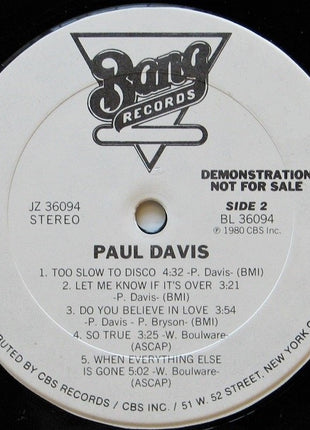 Bang
RECORDS
DEMONSTRATION
NOT FOR SALE
JZ 36094
STEREO
SIDE 2
BL 36094
℗ 1980 CBS Inc.
PAUL DAVIS
1. TOO SLOW TO DISCO 4:32 -P. Davis- (BMI)
2. LET ME KNOW IF IT'S OVER 3:21
-P. Davis- (BMI)
3. DO YOU BELIEVE IN LOVE 3:54
-P. Davis - P. Bryson- (BMI)
4. SO TRUE 3:25 -W. Boulware-
(ASCAP)
5. WHEN EVERYTHING ELSE
IS GONE 5:02 -W. Boulware-
(ASCAP)
UTED BY CBS RECORDS / CBS INC. / 51 W. 52 STREET, NEW YORK